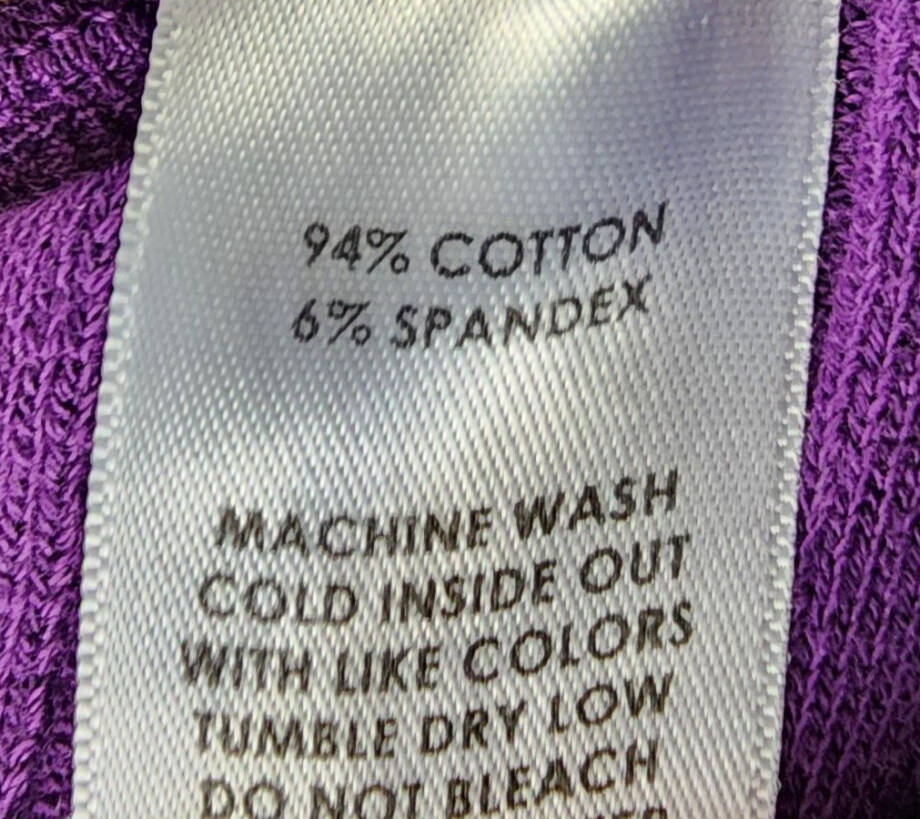 94% COTTON
6% SPANDEX
MACHINE WASH
COLD INSIDE OUT
WITH LIKE COLORS
TUMBLE DRY LOW
DO NOT BLEACH